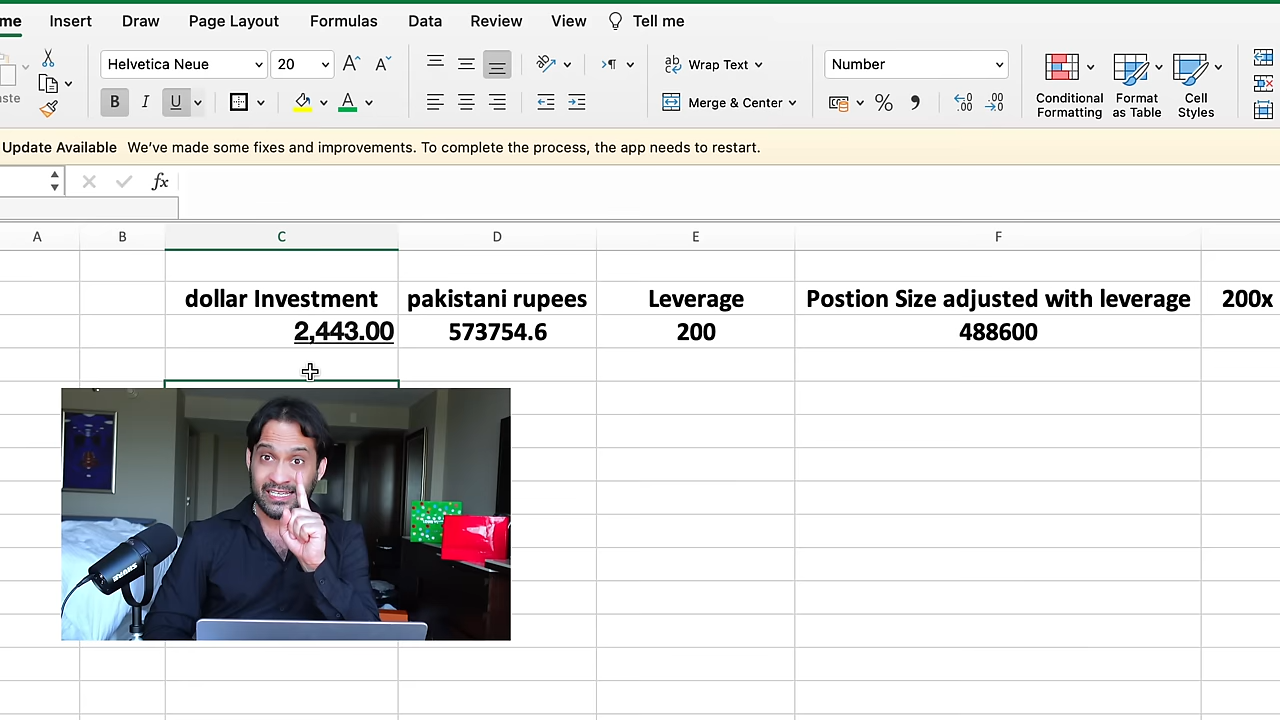 me Insert Draw Page Layout Formulas Data Review View Tell me
aste
Helvetica Neue 20 A A
B I U A
ab Wrap Text
Merge & Center
Number
% 
Conditional Formatting
Format as Table
Cell Styles
Update Available We've made some fixes and improvements. To complete the process, the app needs to restart.
fx
A B C D E F
dollar Investment pakistani rupees Leverage Postion Size adjusted with leverage 200x
2,443.00 573754.6 200 488600